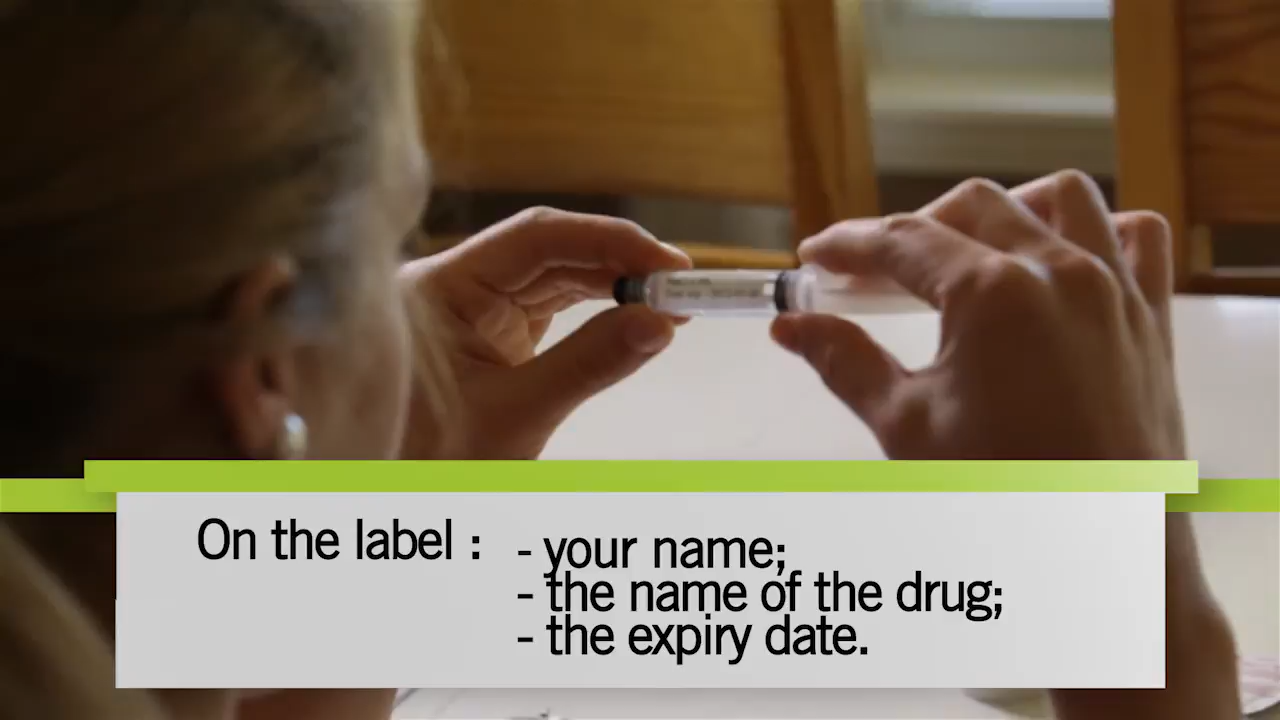 On the label : - your name;
- the name of the drug;
- the expiry date.